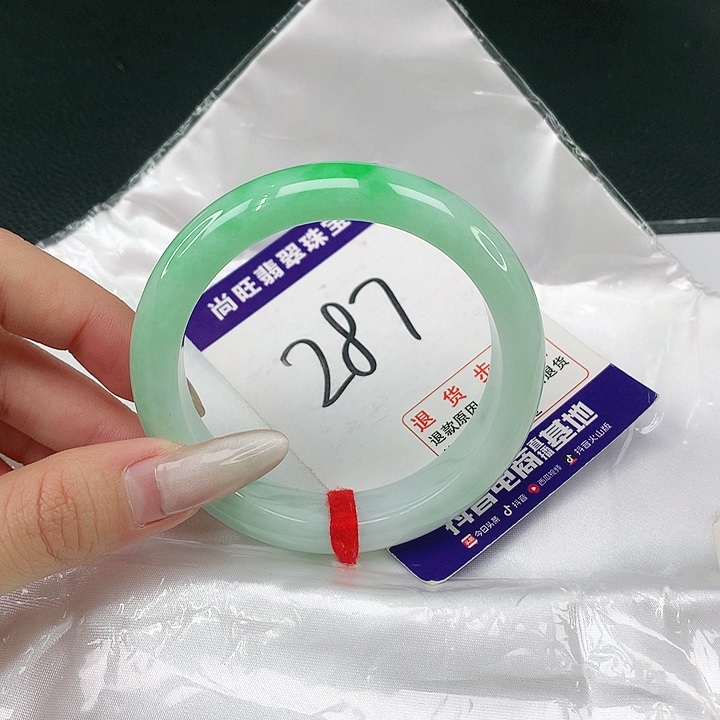 尚旺翡翠珠宝
287
退货步
退款原因
退货
抖音电商直播基地
今日头条 抖音 西瓜视频 抖音火山版